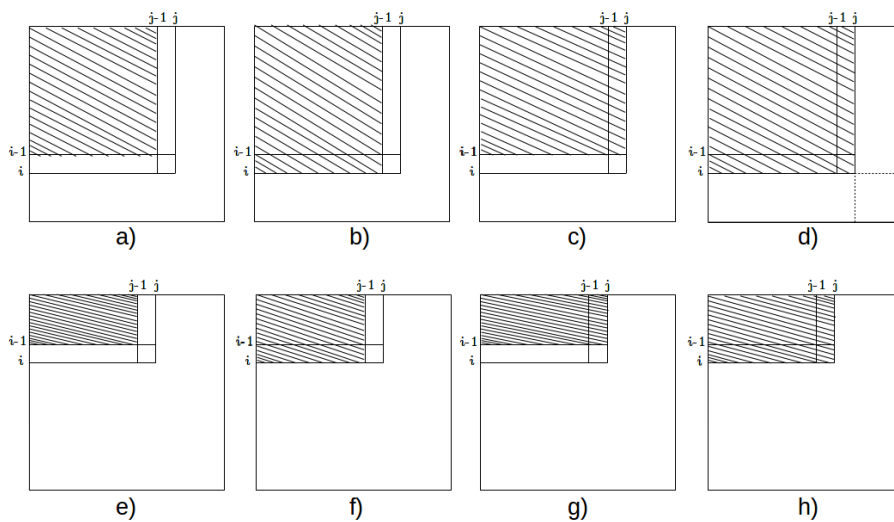 j-1 j j-1 j j-1 j j-1 j
i-1 i-1 i-1 i-1
i i i i
a) b) c) d)
j-1 j j-1 j j-1 j j-1 j
i-1 i-1 i-1 i-1
i i i i
e) f) g) h)